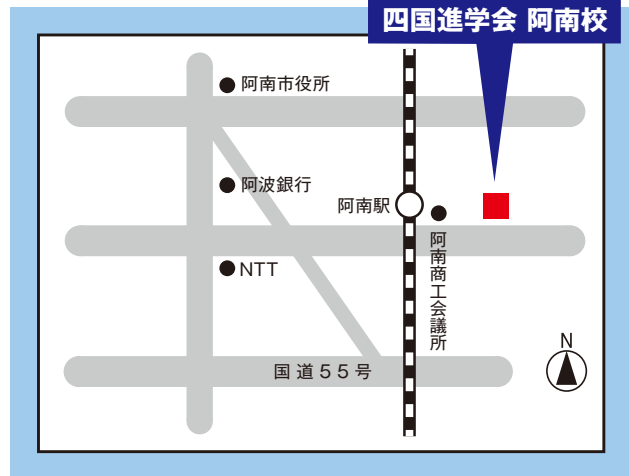 四国進学会 阿南校
阿南市役所
阿波銀行
阿南駅
阿南商工会議所
NTT
国道55号
N